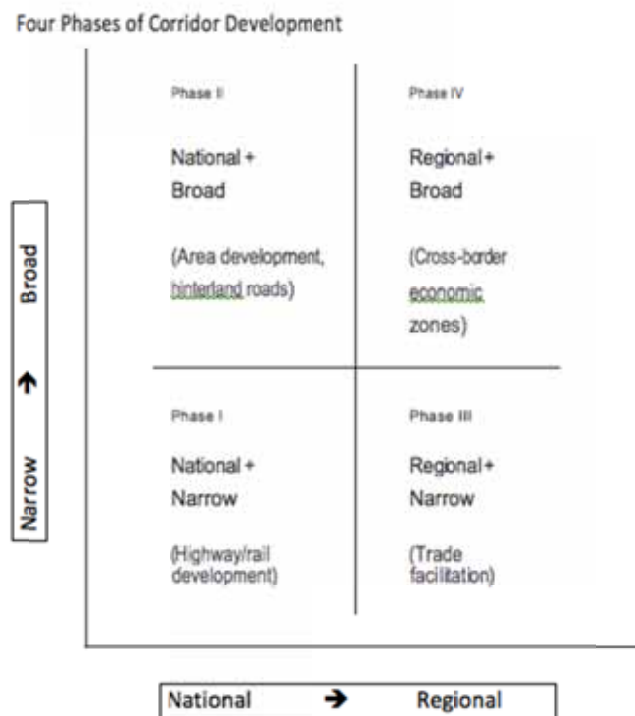 Four Phases of Corridor Development
Phase II
National +
Broad
(Area development,
hinterland roads)
Phase IV
Regional +
Broad
(Cross-border
economic
zones)
Narrow → Broad
Phase I
National +
Narrow
(Highway/rail
development)
Phase III
Regional +
Narrow
(Trade
facilitation)
National → Regional